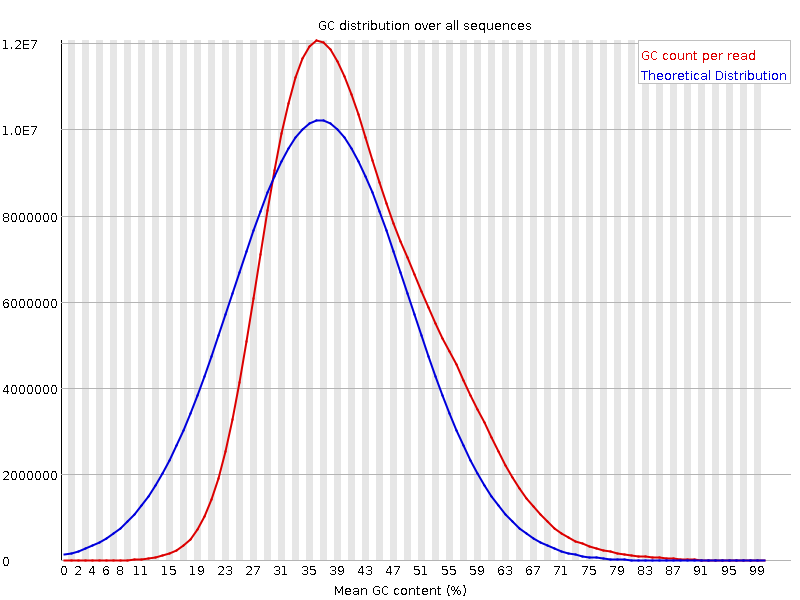 GC distribution over all sequences
GC count per read
Theoretical Distribution
1.2E7
1.0E7
8000000
6000000
4000000
2000000
0
0 2 4 6 8 11 15 19 23 27 31 35 39 43 47 51 55 59 63 67 71 75 79 83 87 91 95 99
Mean GC content (%)